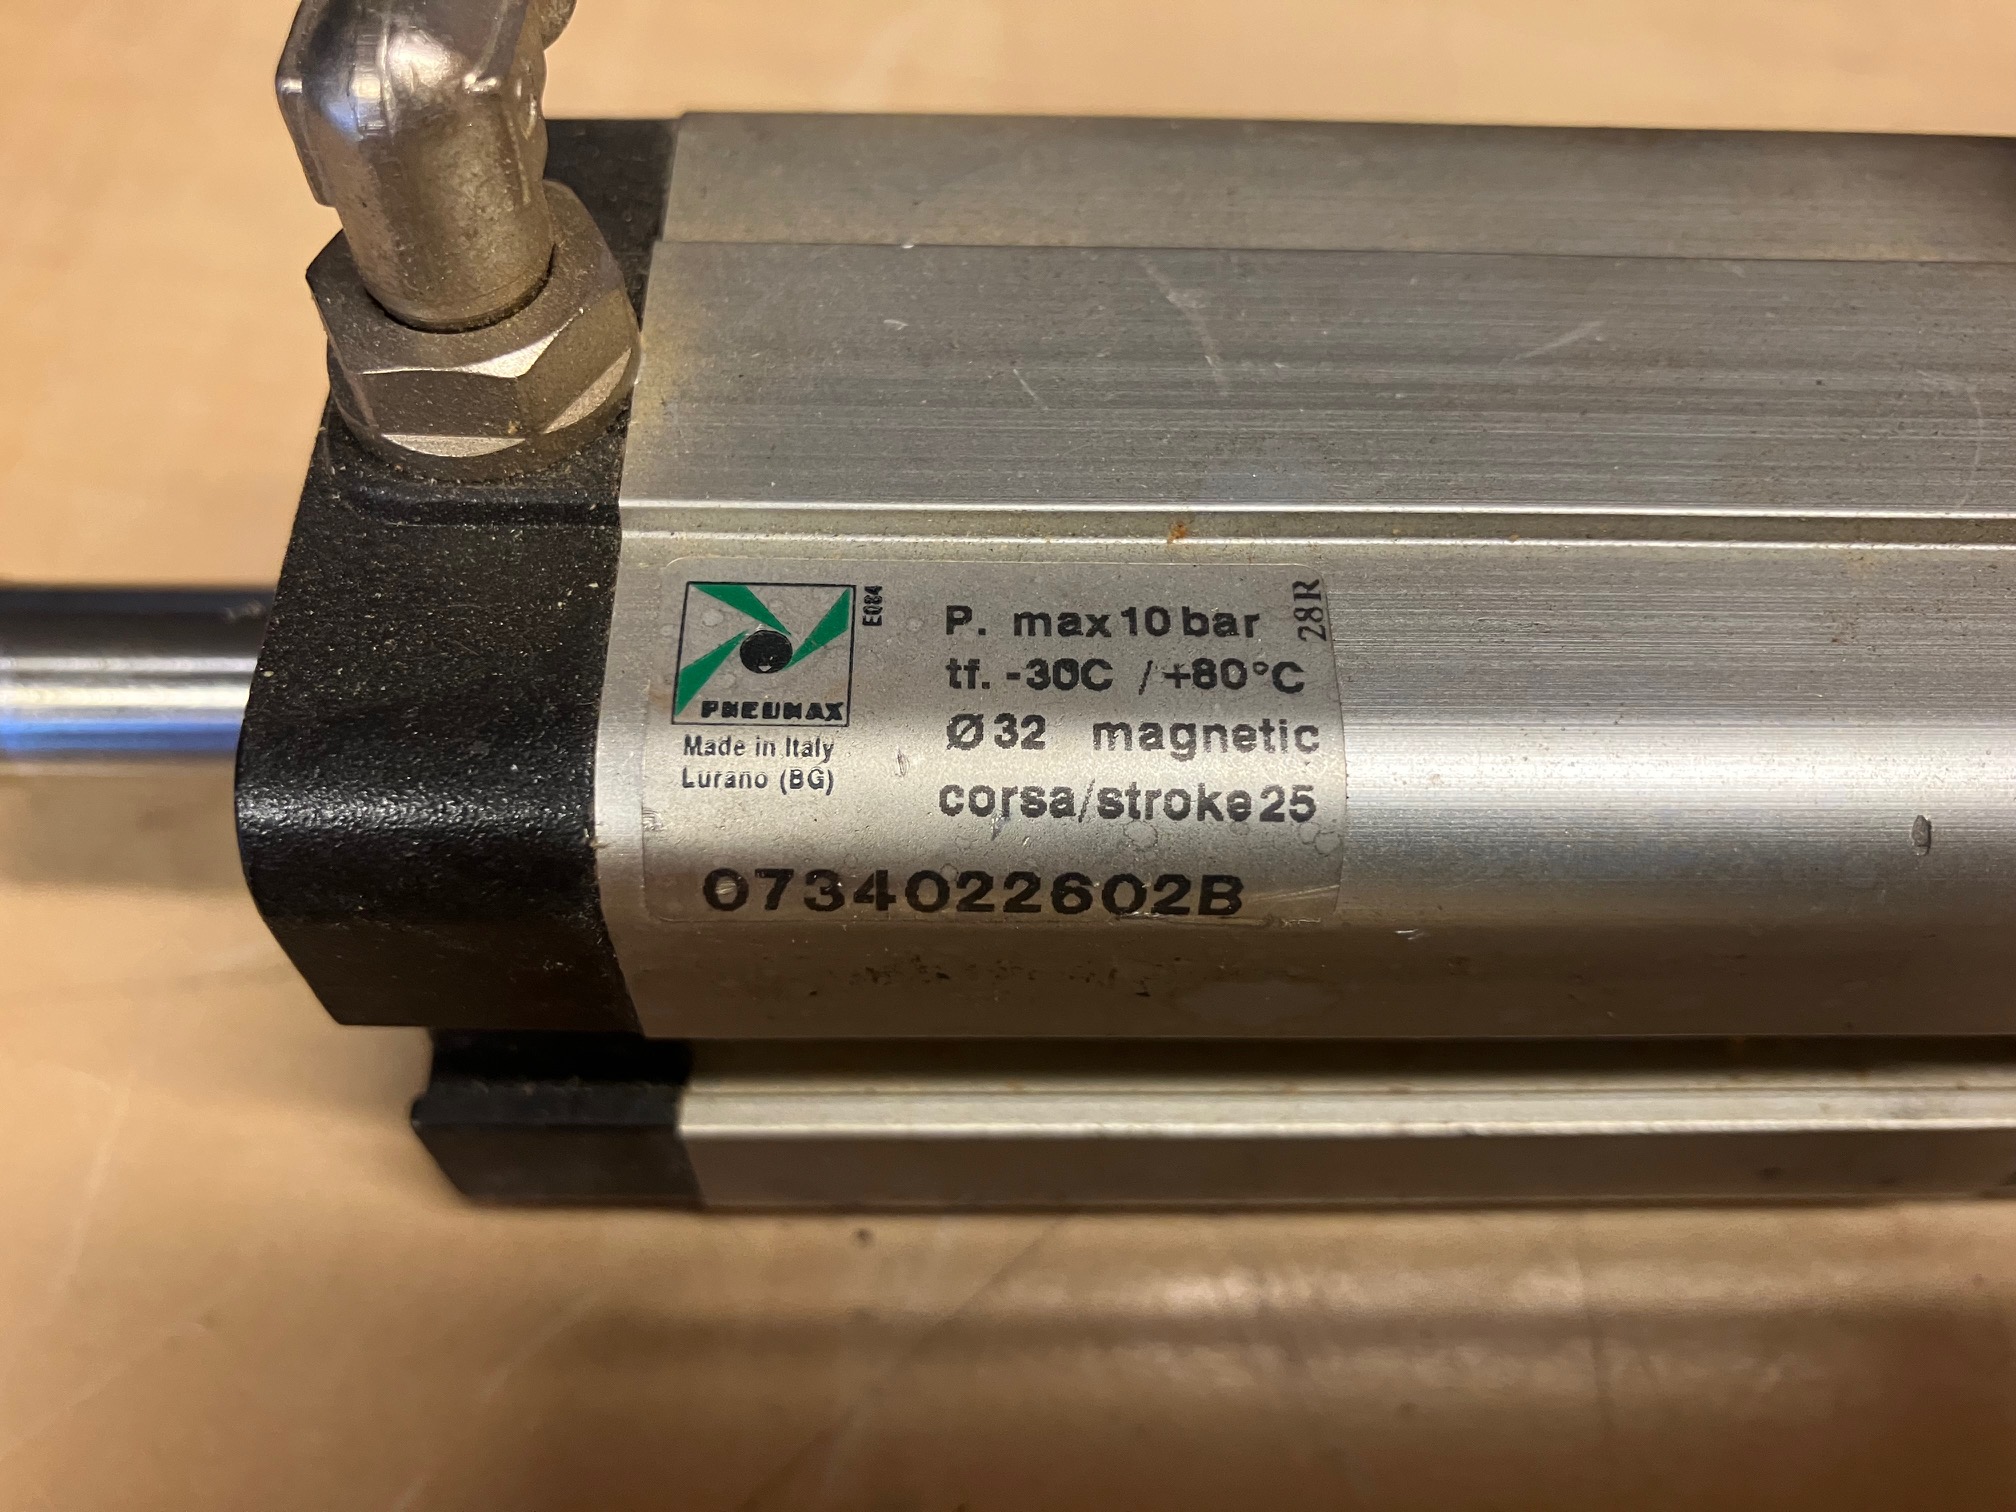 PNEUMAX
E084
Made in Italy
Lurano (BG)
P. max 10 bar
28R
tf. -30C / +80°C
Ø32 magnetic
corsa/stroke 25
0734022602B